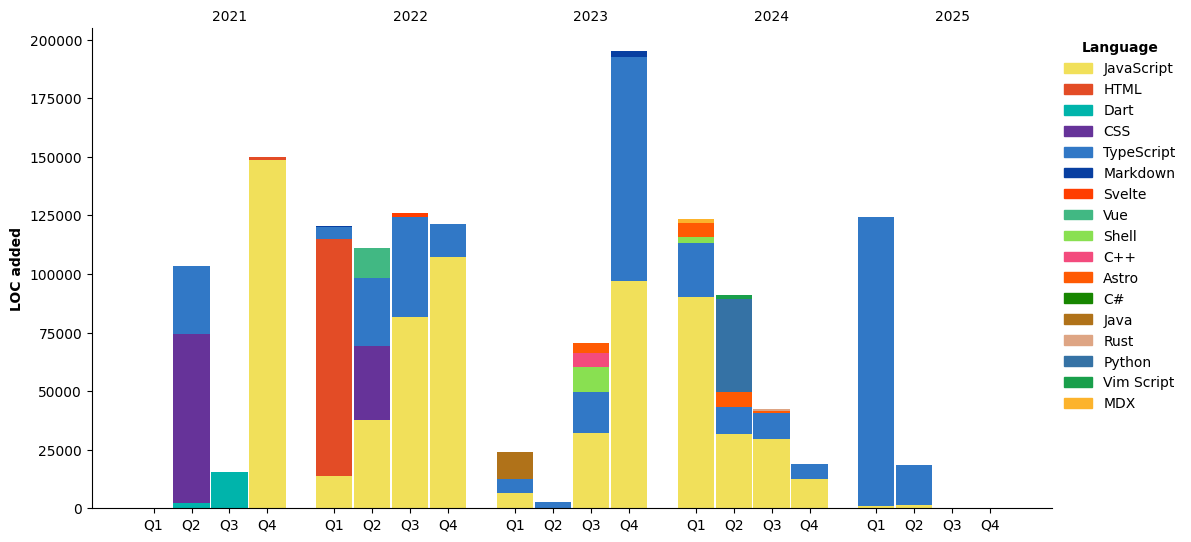 2021 2022 2023 2024 2025
200000
175000
150000
125000
100000
75000
50000
25000
0
LOC added
Q1 Q2 Q3 Q4 Q1 Q2 Q3 Q4 Q1 Q2 Q3 Q4 Q1 Q2 Q3 Q4 Q1 Q2 Q3 Q4
Language
JavaScript
HTML
Dart
CSS
TypeScript
Markdown
Svelte
Vue
Shell
C++
Astro
C#
Java
Rust
Python
Vim Script
MDX